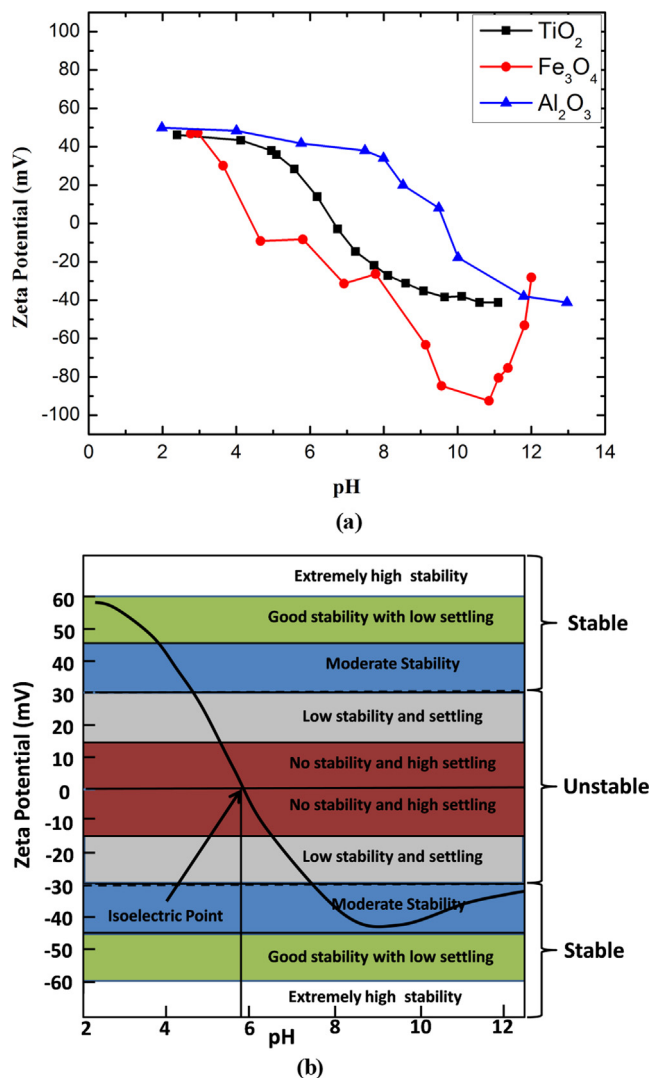 100
80
60
40
20
0
-20
-40
-60
-80
-100
Zeta Potential (mV)
TiO2
Fe3O4
Al2O3
0 2 4 6 8 10 12 14
pH
(a)
Extremely high stability
Good stability with low settling
Moderate Stability
Low stability and settling
No stability and high settling
No stability and high settling
Low stability and settling
Moderate Stability
Good stability with low settling
Extremely high stability
Stable
Unstable
Stable
60
50
40
30
20
10
0
-10
-20
-30
-40
-50
-60
Zeta Potential (mV)
Isoelectric Point
2 4 6 8 10 12
pH
(b)